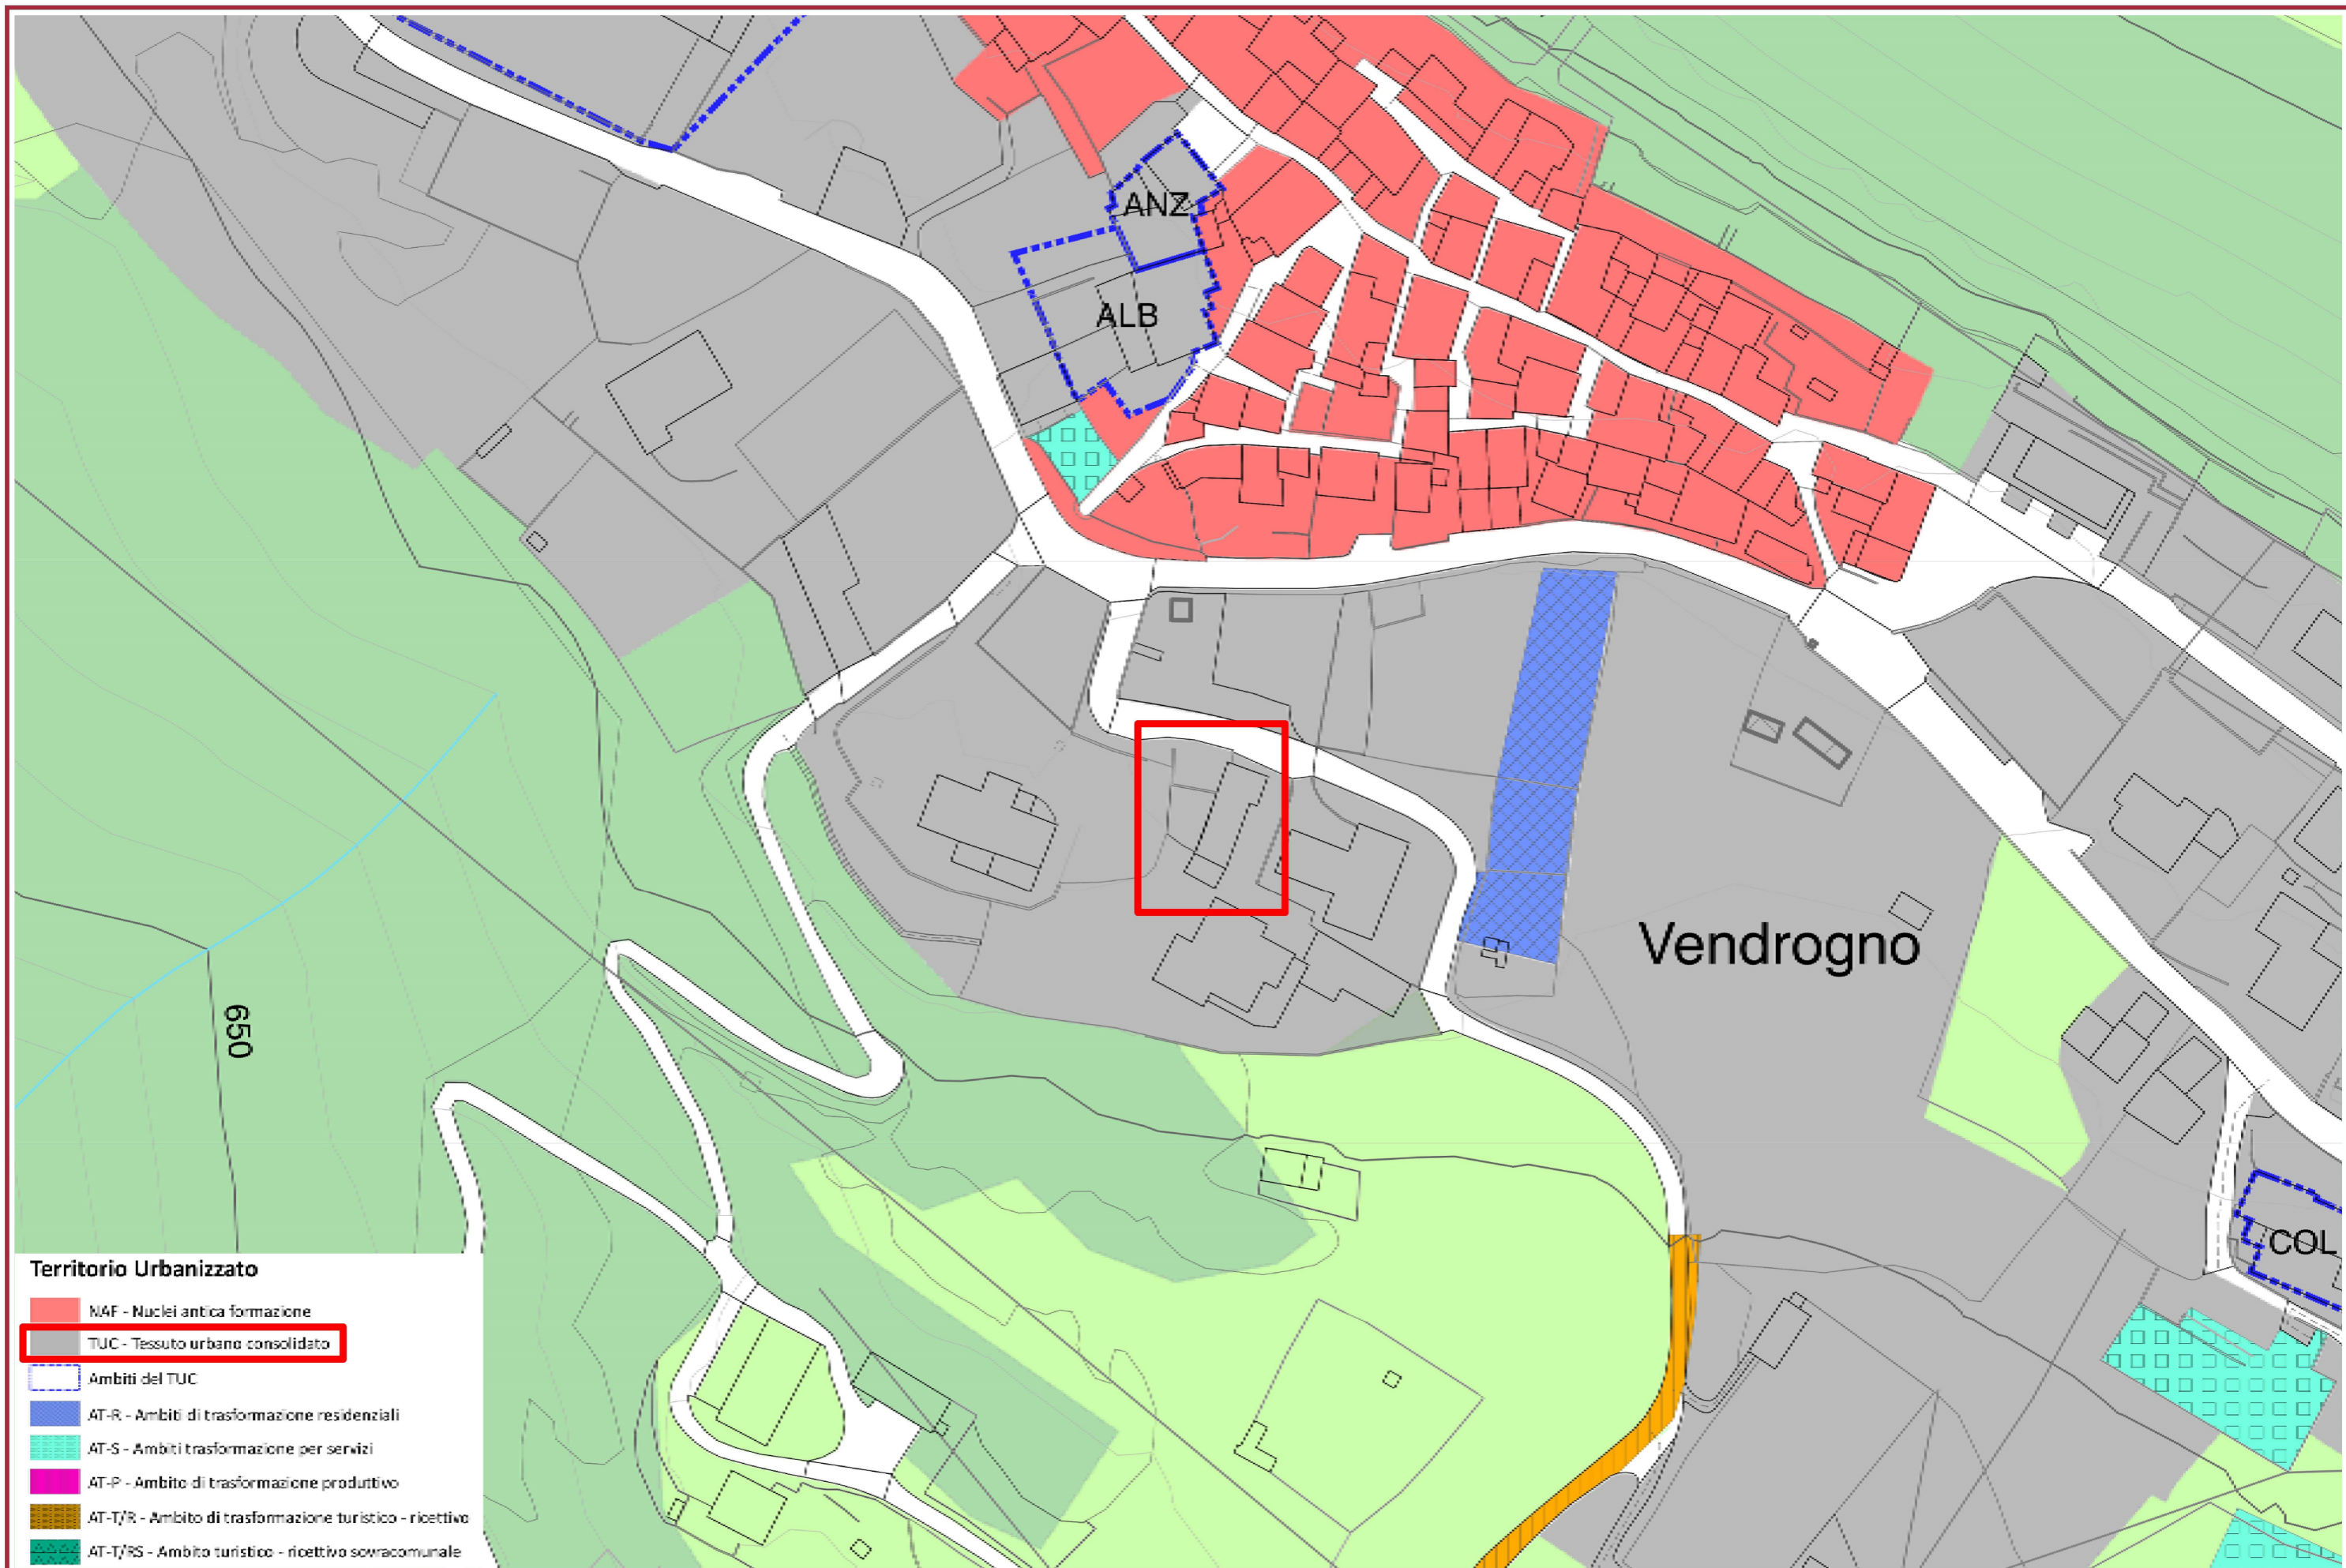 ANZ
ALB
Vendrogno
650
COL
Territorio Urbanizzato
NAF - Nuclei antica formazione
TUC - Tessuto urbano consolidato
Ambiti del TUC
AT-R - Ambiti di trasformazione residenziali
AT-S - Ambiti trasformazione per servizi
AT-P - Ambito di trasformazione produttivo
AT-T/R - Ambito di trasformazione turistico - ricettivo
AT-T/RS - Ambito turistico - ricettivo sovracomunale